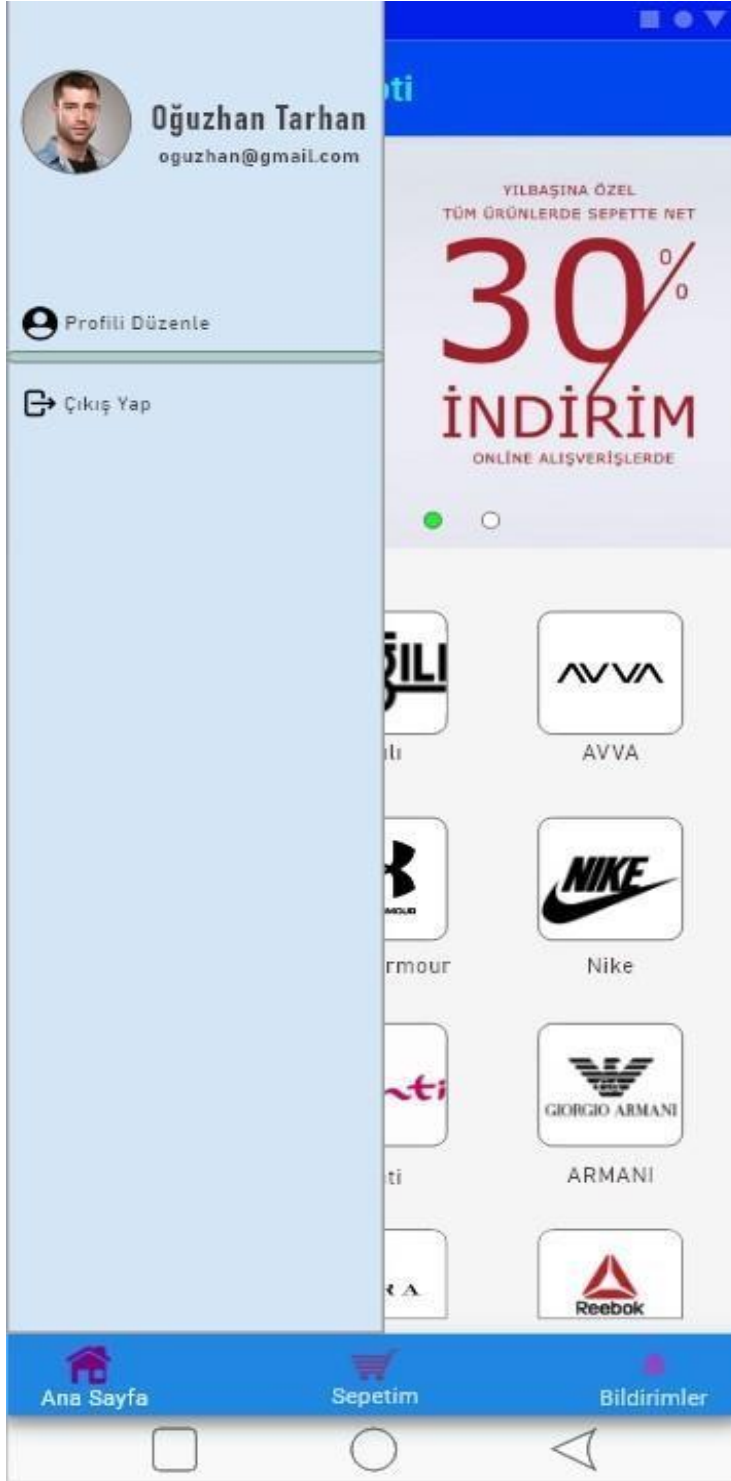 Oğuzhan Tarhan
oguzhan@gmail.com
Profili Düzenle
Çıkış Yap
YILBAŞINA ÖZEL
TÜM ÜRÜNLERDE SEPETTE NET
30%
İNDİRİM
ONLİNE ALIŞVERİŞLERDE
AVVA
AVVA
NIKE
rmour
Nike
GIORGIO ARMANI
ti
ARMANI
Reebok
Ana Sayfa
Sepetim
Bildirimler